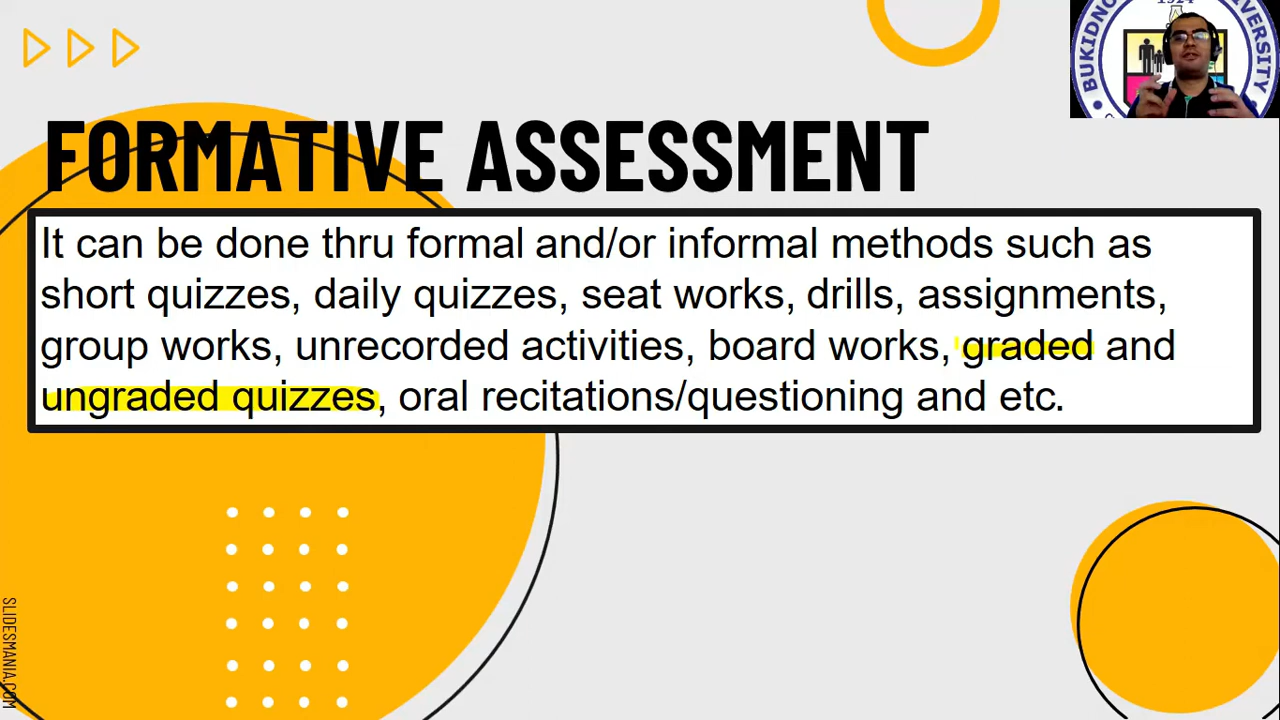 FORMATIVE ASSESSMENT
It can be done thru formal and/or informal methods such as
short quizzes, daily quizzes, seat works, drills, assignments,
group works, unrecorded activities, board works, graded and
ungraded quizzes, oral recitations/questioning and etc.
SLIDESMANIA.COM